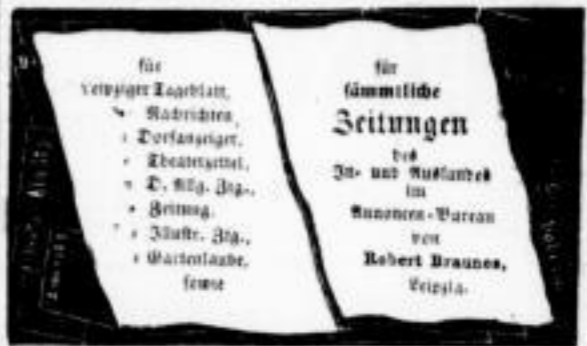 für
Leipziger Tageblatt,
" Nachrichten,
" Dorfanzeiger,
" Theaterzettel,
" D. Allg. Ztg.,
" Zeitung,
" Illustr. Ztg.,
" Gartenlaube,
sowie
für
sämmtliche
Zeitungen
des
In- und Auslandes
im
Annoncen-Bureau
von
Robert Braunes,
Leipzig.